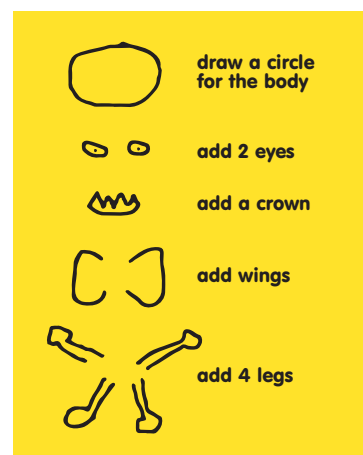 draw a circle
for the body
add 2 eyes
add a crown
add wings
add 4 legs